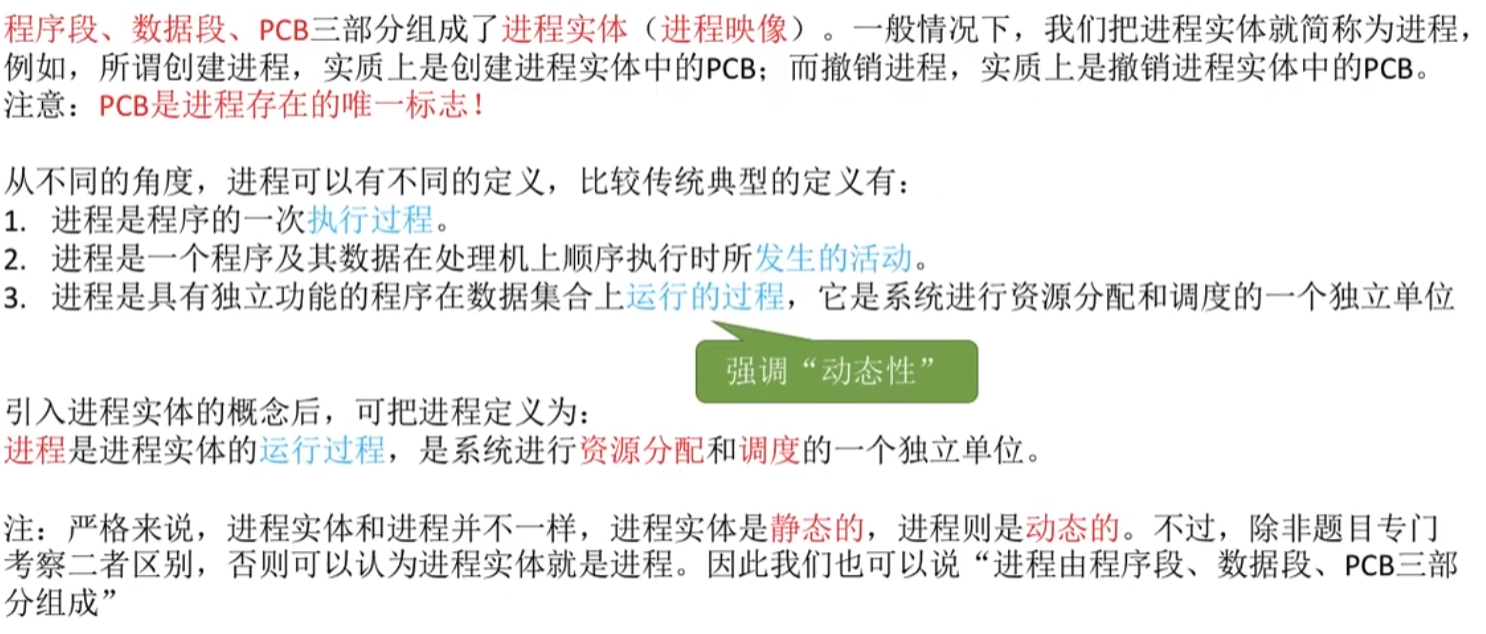 程序段、数据段、PCB三部分组成了进程实体（进程映像）。一般情况下，我们把进程实体就简称为进程，
例如，所谓创建进程，实质上是创建进程实体中的PCB；而撤销进程，实质上是撤销进程实体中的PCB。
注意：PCB是进程存在的唯一标志！
从不同的角度，进程可以有不同的定义，比较传统典型的定义有：
1. 进程是程序的一次执行过程。
2. 进程是一个程序及其数据在处理机上顺序执行时所发生的活动。
3. 进程是具有独立功能的程序在数据集合上运行的过程，它是系统进行资源分配和调度的一个独立单位
强调“动态性”
引入进程实体的概念后，可把进程定义为：
进程是进程实体的运行过程，是系统进行资源分配和调度的一个独立单位。
注：严格来说，进程实体和进程并不一样，进程实体是静态的，进程则是动态的。不过，除非题目专门
考察二者区别，否则可以认为进程实体就是进程。因此我们也可以说“进程由程序段、数据段、PCB三部
分组成”